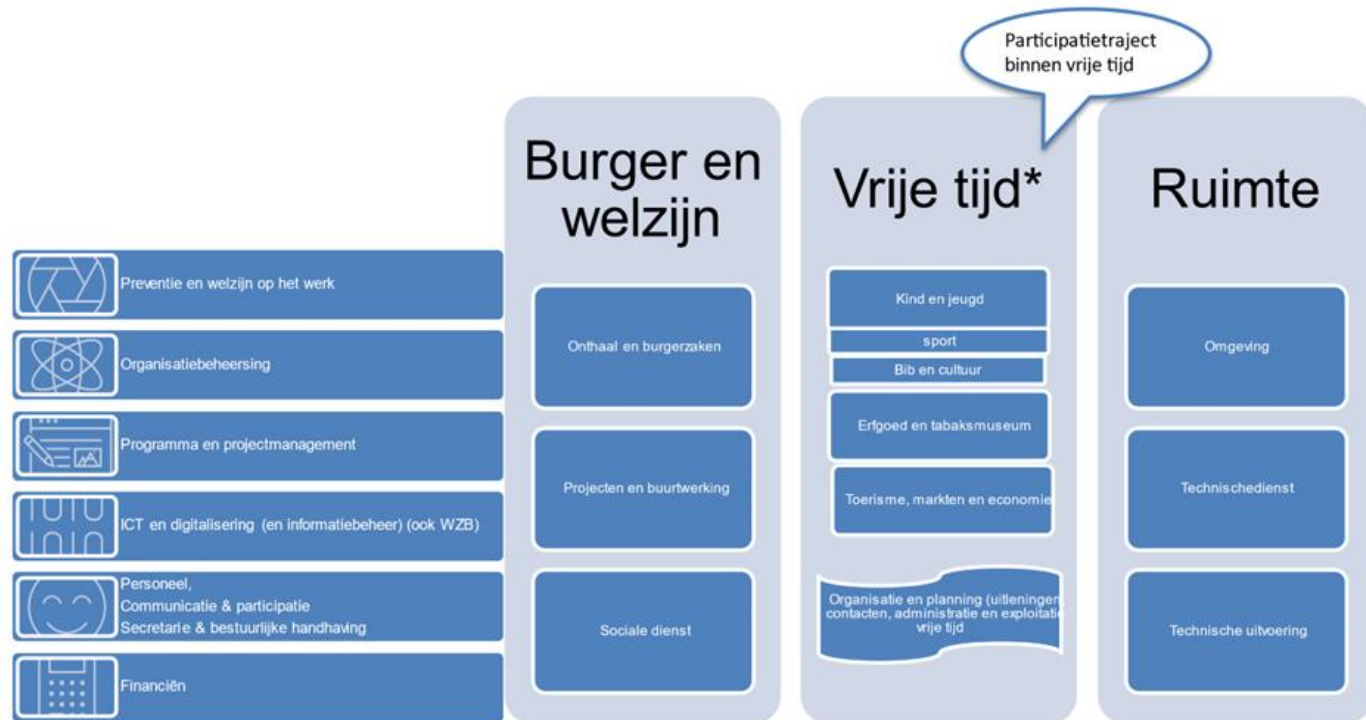 Participatietraject
binnen vrije tijd
Burger en
welzijn
Vrije tijd*
Ruimte
Preventie en welzijn op het werk
Organisatiebeheersing
Programma en projectmanagement
ICT en digitalisering (en informatiebeheer) (ook WZB)
Personeel,
Communicatie & participatie
Secretarie & bestuurlijke handhaving
Financiën
Onthaal en burgerzaken
Projecten en buurtwerking
Sociale dienst
Kind en jeugd
sport
Bib en cultuur
Erfgoed en tabaksmuseum
Toerisme, markten en economie
Organisatie en planning (uitleningen,
contacten, administratie en exploitatie
vrije tijd
Omgeving
Technischedienst
Technische uitvoering